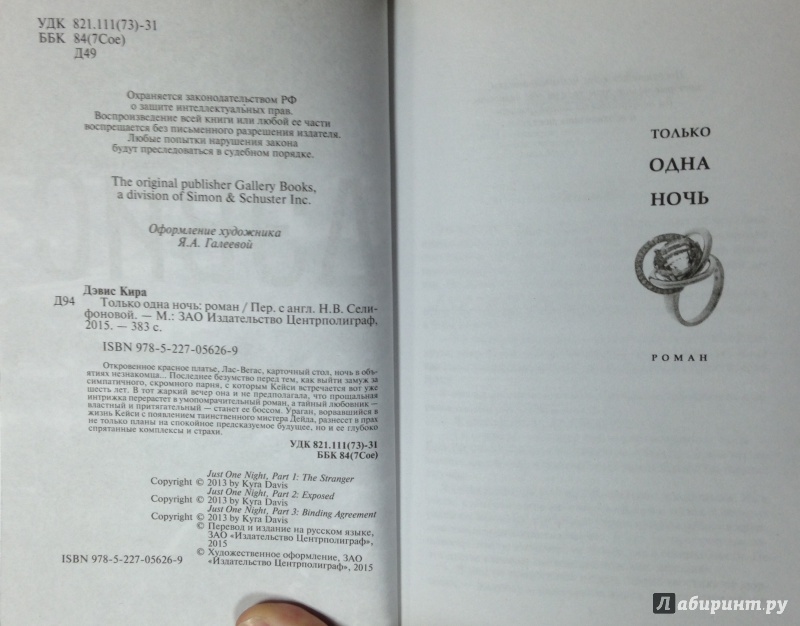 УДК 821.111(73)-31
ББК 84(7Сое)
Д49
Охраняется законодательством РФ
о защите интеллектуальных прав.
Воспроизведение всей книги или любой ее части
воспрещается без письменного разрешения издателя.
Любые попытки нарушения закона
будут преследоваться в судебном порядке.
The original publisher Gallery Books,
a division of Simon & Schuster Inc.
Оформление художника
Я.А. Галеевой
Дэвис Кира
Д94 Только одна ночь: роман / Пер. с англ. Н.В. Сели-
фоновой. — М.: ЗАО Издательство Центрполиграф,
2015. — 383 с.
ISBN 978-5-227-05626-9
Откровенное красное платье, Лас-Вегас, карточный стол, ночь в объ-
ятиях незнакомца... Последнее безумство перед тем, как выйти замуж за
симпатичного, скромного парня, с которым Кейси встречается вот уже
шесть лет. В тот жаркий вечер она и не предполагала, что прощальная
интрижка перерастет в умопомрачительный роман, а тайный любовник —
властный и притягательный — станет ее боссом. Ураган, ворвавшийся в
жизнь Кейси с появлением таинственного мистера Дейда, разнесет в прах
не только планы на спокойное предсказуемое будущее, но и ее глубоко
спрятанные комплексы и страхи.
УДК 821.111(73)-31
ББК 84(7Сое)
Just One Night, Part 1: The Stranger
Copyright © 2013 by Kyra Davis
Just One Night, Part 2: Exposed
Copyright © 2013 by Kyra Davis
Just One Night, Part 3: Binding Agreement
Copyright © 2013 by Kyra Davis
© Перевод и издание на русском языке,
ЗАО «Издательство Центрполиграф»,
2015
© Художественное оформление, ЗАО
«Издательство Центрполиграф», 2015
ISBN 978-5-227-05626-9
ТОЛЬКО
ОДНА
НОЧЬ
РОМАН
Лабиринт.ру